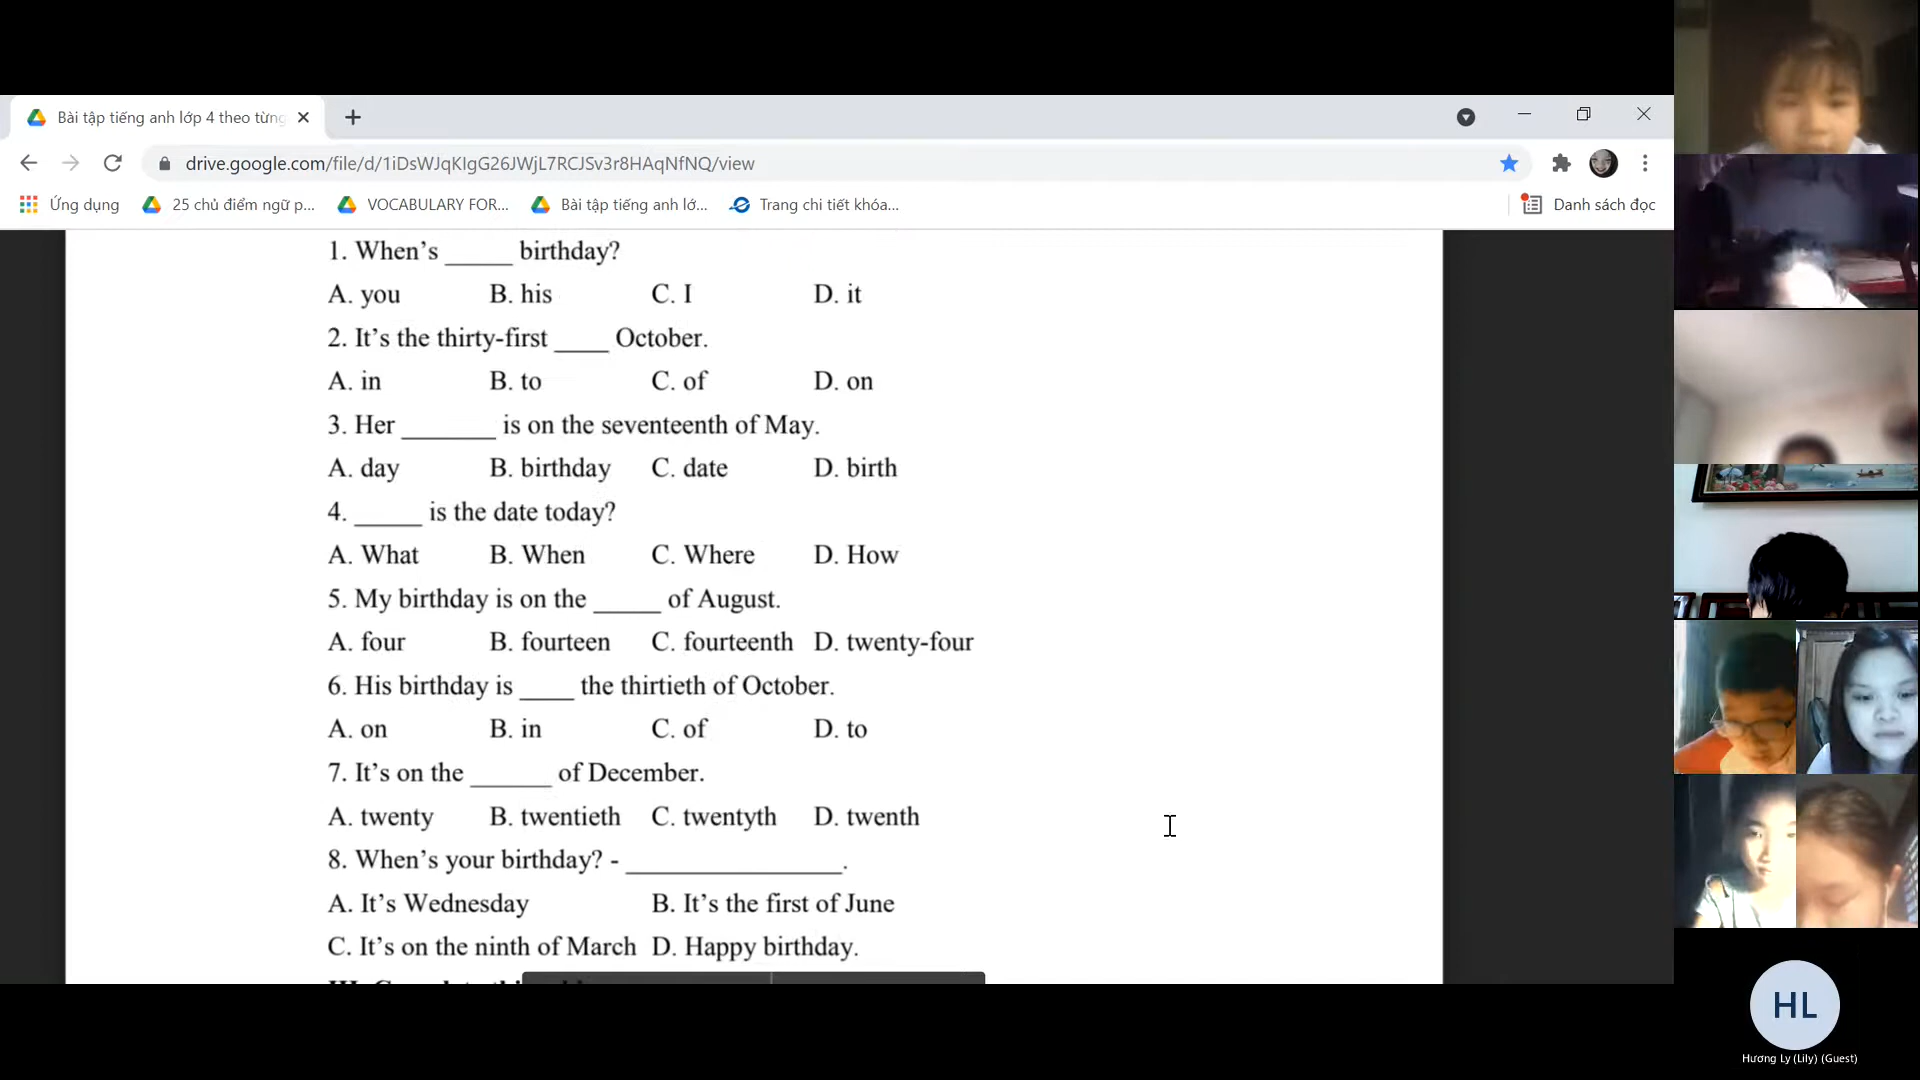 Bài tập tiếng anh lớp 4 theo từng
drive.google.com/file/d/1iDsWJqKIgG26JWjL7RCJSv3r8HAqNfNQ/view
Ứng dụng 25 chủ điểm ngữ p... VOCABULARY FOR... Bài tập tiếng anh lớ... Trang chi tiết khóa... Danh sách đọc
1. When’s _____ birthday?
A. you B. his C. I D. it
2. It’s the thirty-first ____ October.
A. in B. to C. of D. on
3. Her _______ is on the seventeenth of May.
A. day B. birthday C. date D. birth
4. _____ is the date today?
A. What B. When C. Where D. How
5. My birthday is on the _____ of August.
A. four B. fourteen C. fourteenth D. twenty-four
6. His birthday is ____ the thirtieth of October.
A. on B. in C. of D. to
7. It’s on the ______ of December.
A. twenty B. twentieth C. twentyth D. twenth
8. When’s your birthday? - ________________.
A. It’s Wednesday B. It’s the first of June
C. It’s on the ninth of March D. Happy birthday.
HL
Hương Ly (Lily) (Guest)